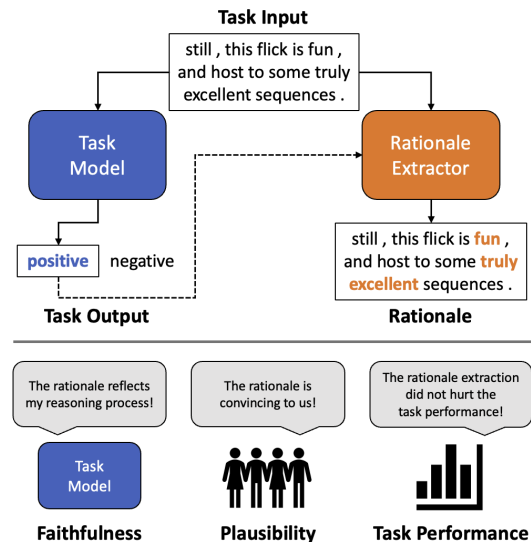 Task Input
still , this flick is fun ,
and host to some truly
excellent sequences .
Task
Model
Rationale
Extractor
positive negative
still , this flick is fun ,
and host to some truly
excellent sequences .
Task Output
Rationale
The rationale reflects
my reasoning process!
The rationale is
convincing to us!
The rationale extraction
did not hurt the
task performance!
Task
Model
Faithfulness
Plausibility
Task Performance